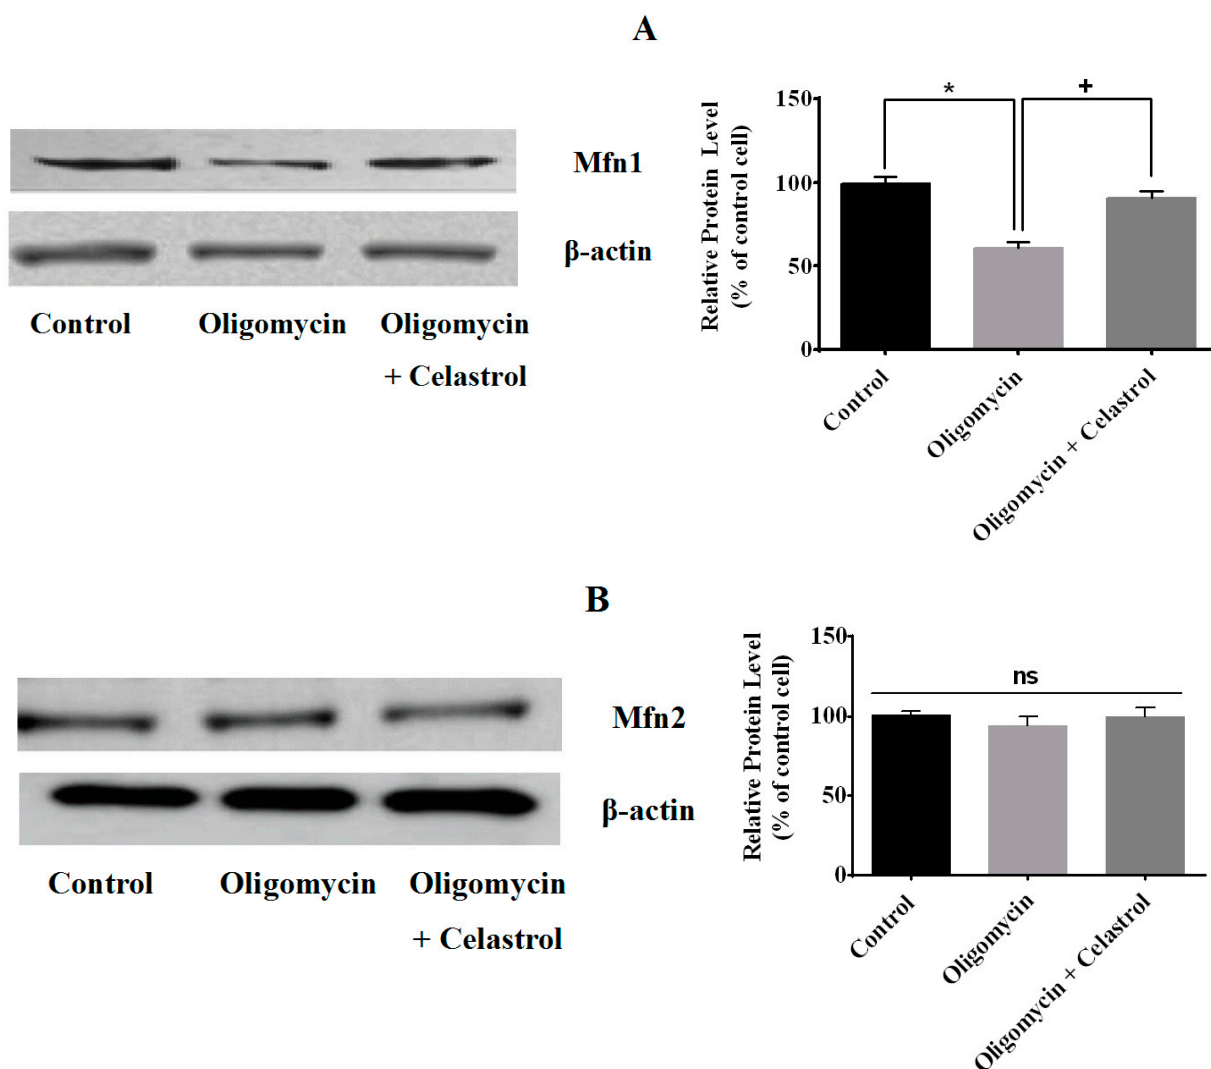 A
Mfn1
β-actin
Control
Oligomycin
Oligomycin
+ Celastrol
Relative Protein Level
(% of control cell)
150
100
50
0
*
+
Control
Oligomycin
Oligomycin + Celastrol
B
Mfn2
β-actin
Control
Oligomycin
Oligomycin
+ Celastrol
Relative Protein Level
(% of control cell)
150
100
50
0
ns
Control
Oligomycin
Oligomycin + Celastrol